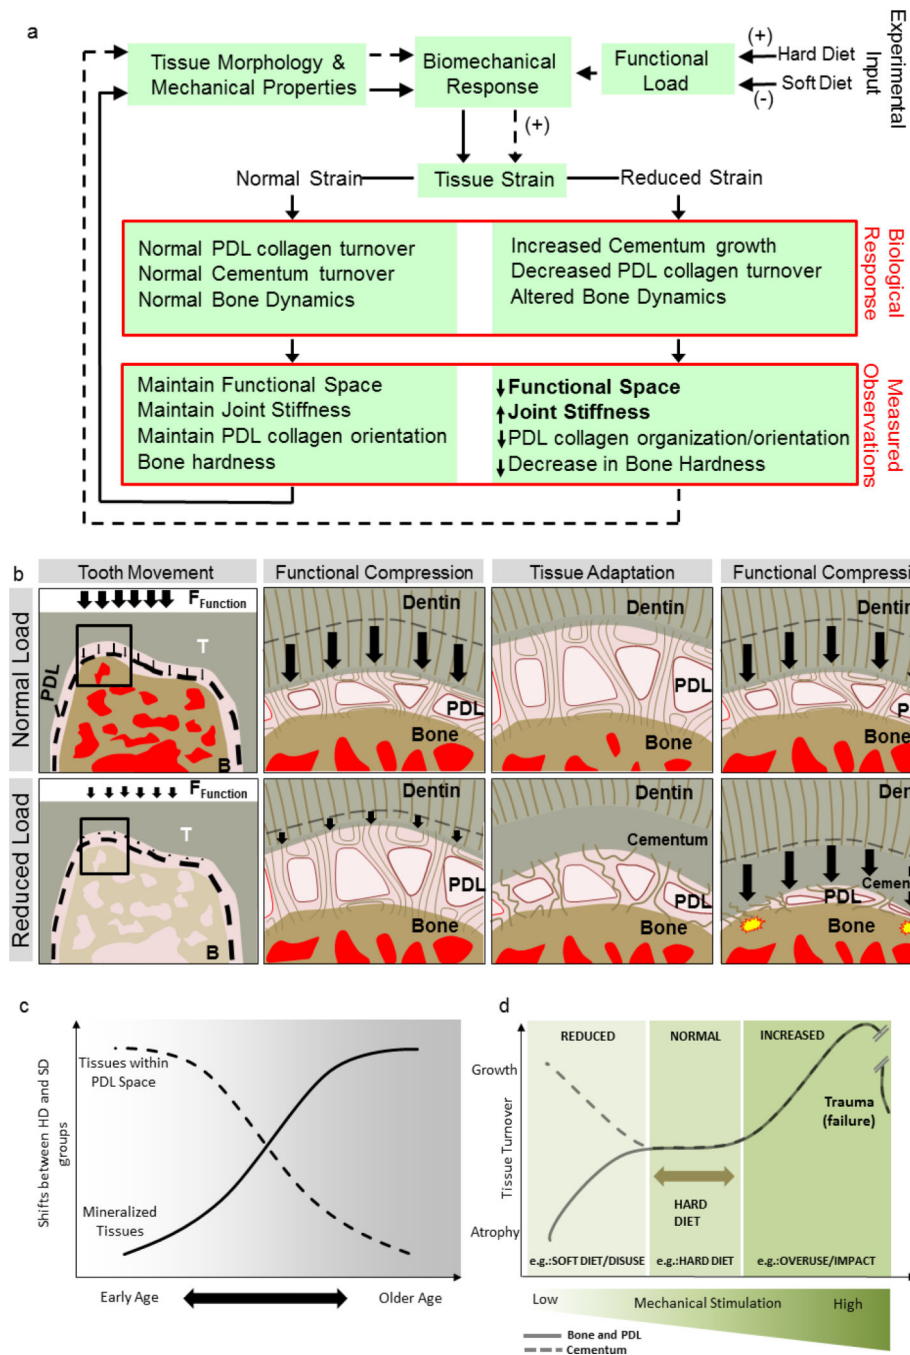 a
Tissue Morphology &
Mechanical Properties
Biomechanical
Response
Functional
Load
(+)
Hard Diet
Soft Diet
(-)
Experimental
Input
(+)
Normal Strain
Tissue Strain
Reduced Strain
Normal PDL collagen turnover
Normal Cementum turnover
Normal Bone Dynamics
Increased Cementum growth
Decreased PDL collagen turnover
Altered Bone Dynamics
Biological
Response
Maintain Functional Space
Maintain Joint Stiffness
Maintain PDL collagen orientation
Bone hardness
↓Functional Space
↑Joint Stiffness
↓PDL collagen organization/orientation
↓Decrease in Bone Hardness
Measured
Observations
b
Tooth Movement
Functional Compression
Tissue Adaptation
Functional Compressi
Normal Load
F Function
T
PDL
B
Dentin
PDL
Bone
Dentin
PDL
Bone
Den
P
Bone
Reduced Load
F Function
T
B
Dentin
PDL
Bone
Dentin
Cementum
PDL
Bone
Den
Cemen
PDL
Bone
c
Shifts between HD and SD
groups
Tissues within
PDL Space
Mineralized
Tissues
Early Age
Older Age
d
Tissue Turnover
Growth
Atrophy
REDUCED
NORMAL
INCREASED
Trauma
(failure)
HARD
DIET
e.g.:SOFT DIET/DISUSE
e.g.:HARD DIET
e.g.:OVERUSE/IMPACT
Low
Mechanical Stimulation
High
Bone and PDL
Cementum